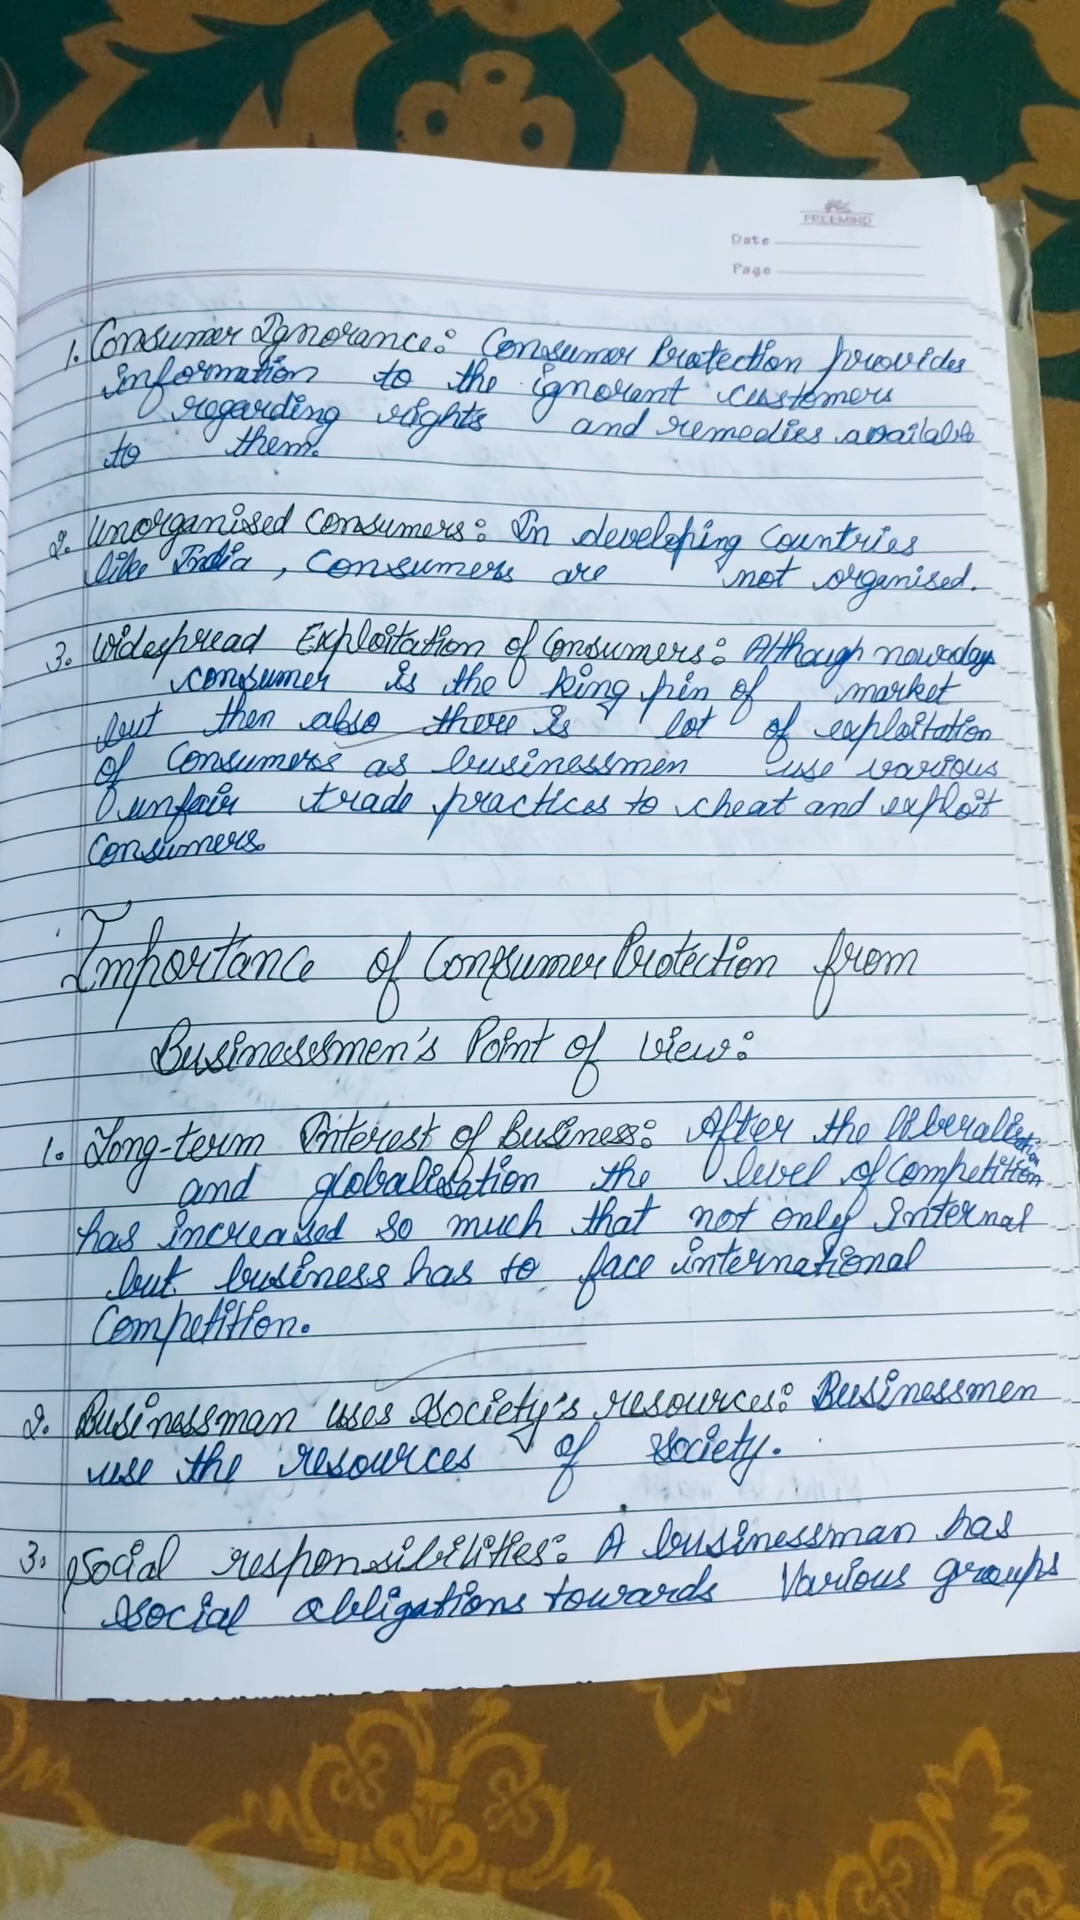 FREEMIND
Date
Page
1. Consumer Ignorance: Consumer Protection provides
information to the ignorent customers
regarding rights and remedies available
to them.
2. Unorganised Consumers: In developing Countries
like India, Consumers are not organised.
3. Widespread Exploitation of Consumers: Although nowaday
consumer is the king pin of market
but then also there is lot of exploitation
of Consumers as businessmen use various
unfair trade practices to cheat and exploit
Consumers.
Importance of Consumer Protection from
Businessmen's Point of View:
1. Long-term Interest of Business: After the liberalisation
and globalisation the level of Competition
has increased so much that not only internal
but business has to face international
Competition.
2. Businessman uses Society's resources: Businessmen
use the resources of Society.
3. Social responsibilities: A businessman has
social obligations towards Various groups